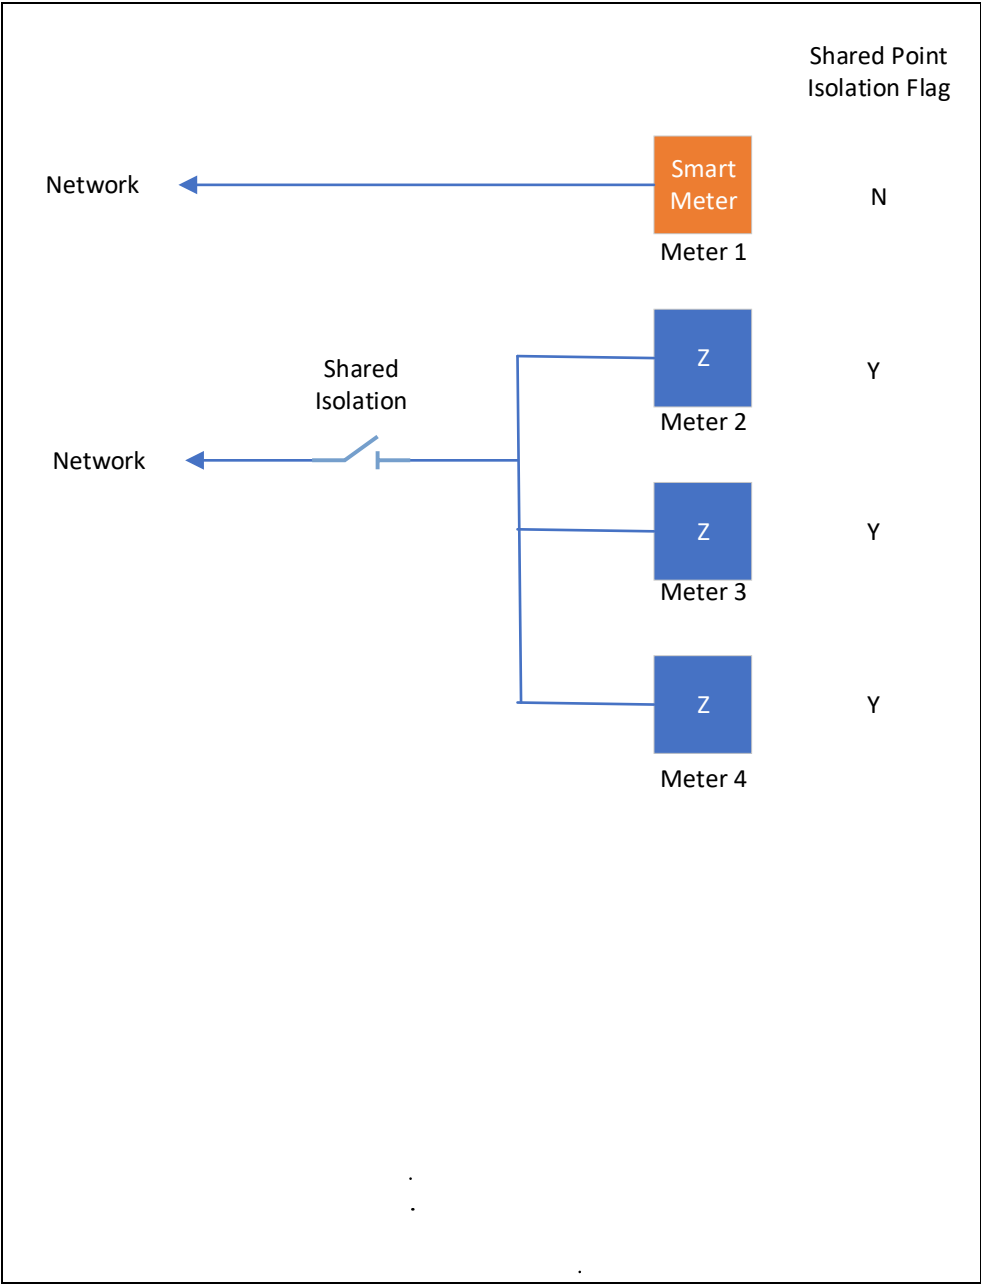 Shared Point
Isolation Flag
Network
Smart
Meter
N
Meter 1
Z
Y
Shared
Isolation
Meter 2
Network
Z
Y
Meter 3
Z
Y
Meter 4